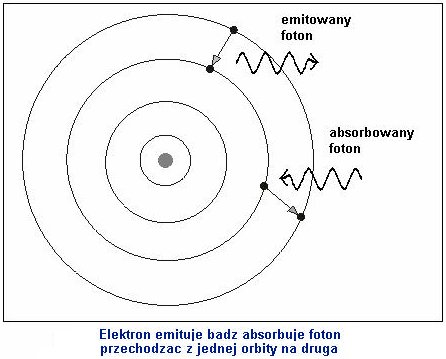 emitowany
foton
absorbowany
foton
Elektron emituje badz absorbuje foton
przechodzac z jednej orbity na druga